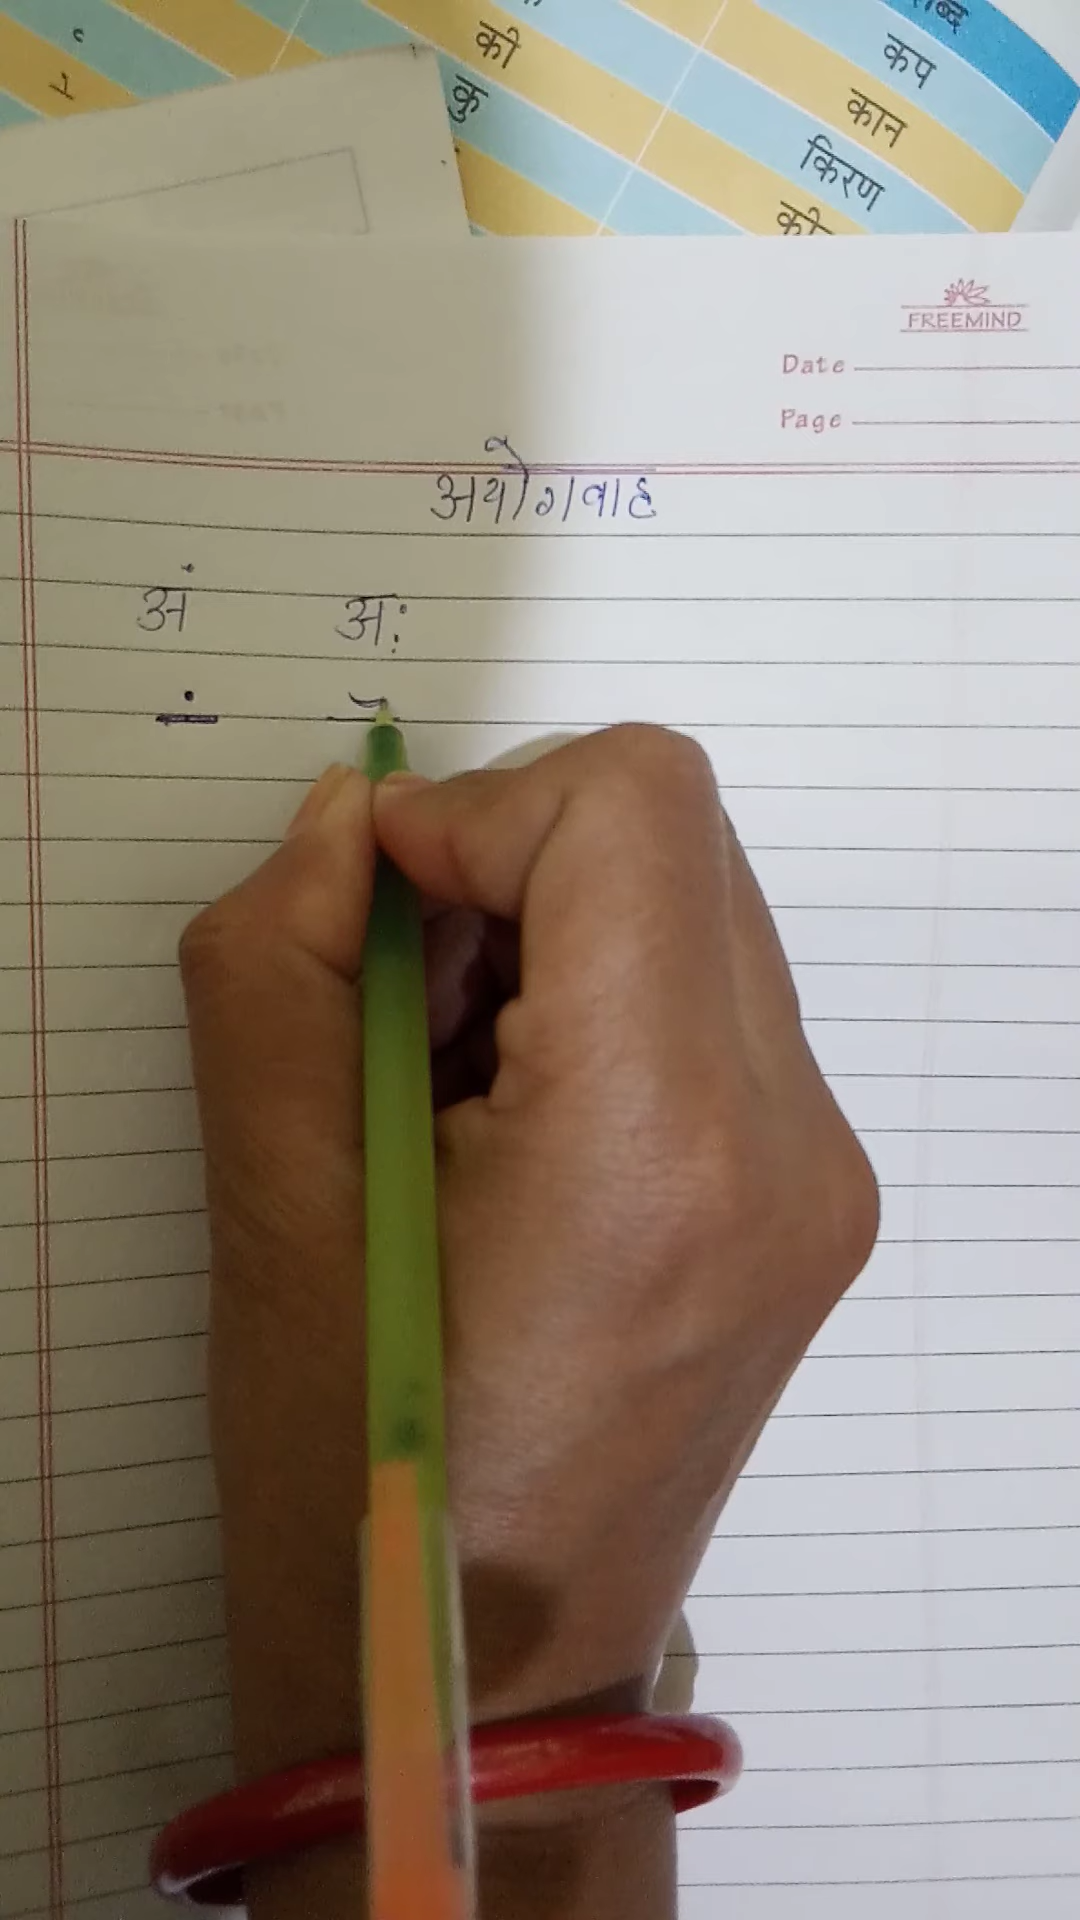 कप
की
कान
कु
किरण
FREEMIND
Date
Page
अयोगवाह
अं अः